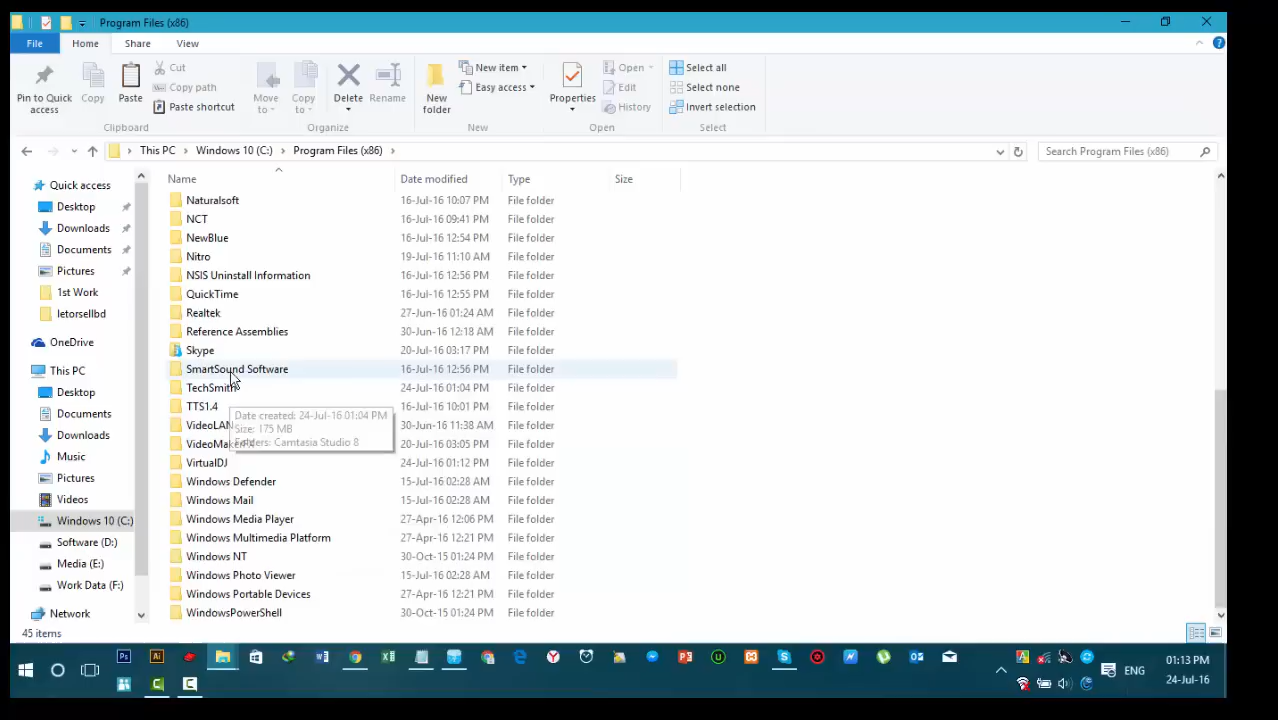 Program Files (x86)
File Home Share View
Pin to Quick access
Copy
Paste
Cut
Copy path
Paste shortcut
Move to
Copy to
Delete
Rename
New folder
New item
Easy access
Properties
Open
Edit
History
Select all
Select none
Invert selection
Clipboard Organize New Open Select
This PC Windows 10 (C:) Program Files (x86)
Search Program Files (x86)
Name Date modified Type Size
Quick access
Desktop
Downloads
Documents
Pictures
1st Work
letorsellbd
OneDrive
This PC
Desktop
Documents
Downloads
Music
Pictures
Videos
Windows 10 (C:)
Software (D:)
Media (E:)
Work Data (F:)
Network
Naturalsoft 16-Jul-16 10:07 PM File folder
NCT 16-Jul-16 09:41 PM File folder
NewBlue 16-Jul-16 12:54 PM File folder
Nitro 19-Jul-16 11:10 AM File folder
NSIS Uninstall Information 16-Jul-16 12:56 PM File folder
QuickTime 16-Jul-16 12:55 PM File folder
Realtek 27-Jun-16 01:24 AM File folder
Reference Assemblies 30-Jun-16 12:18 AM File folder
Skype 20-Jul-16 03:17 PM File folder
SmartSound Software 16-Jul-16 12:56 PM File folder
TechSmith 24-Jul-16 01:04 PM File folder
TTS1.4 16-Jul-16 10:01 PM File folder
VideoLAN 30-Jun-16 11:38 AM File folder
20-Jul-16 03:05 PM File folder
VirtualDJ 24-Jul-16 01:12 PM File folder
Windows Defender 15-Jul-16 02:28 AM File folder
Windows Mail 15-Jul-16 02:28 AM File folder
Windows Media Player 27-Apr-16 12:06 PM File folder
Windows Multimedia Platform 27-Apr-16 12:21 PM File folder
Windows NT 30-Oct-15 01:24 PM File folder
Windows Photo Viewer 15-Jul-16 02:28 AM File folder
Windows Portable Devices 27-Apr-16 12:21 PM File folder
WindowsPowerShell 30-Oct-15 01:24 PM File folder
Date created: 24-Jul-16 01:04 PM
Size: 175 MB
Folders: Camtasia Studio 8
45 items
ENG
01:13 PM
24-Jul-16